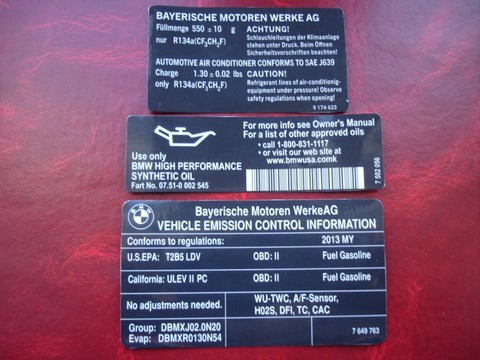 BAYERISCHE MOTOREN WERKE AG
Füllmenge 550 ± 10 g ACHTUNG!
nur R134a(CF₃CH₂F) Schlauchleitungen der Klimaanlage
stehen unter Druck. Beim Öffnen
Sicherheitsvorschriften beachten!
AUTOMOTIVE AIR CONDITIONER CONFORMS TO SAE J639
Charge 1.30 ± 0.02 lbs CAUTION!
only R134a(CF₃CH₂F) Refrigerant lines of air-conditionig-
equipment under pressure! Observe
safety regulations when opening!
9 174 633
For more info see Owner's Manual
For a list of other approved oils
• call 1-800-831-1117
• or visit our web site at
www.bmwusa.comk
Use only
BMW HIGH PERFORMANCE
SYNTHETIC OIL
Part No. 07.51-0 002 545
7 582 056
BMW
Bayerische Motoren WerkeAG
VEHICLE EMISSION CONTROL INFORMATION
Conforms to regulations: 2013 MY
U.S.EPA: T2B5 LDV OBD: II Fuel Gasoline
California: ULEV II PC OBD: II Fuel Gasoline
No adjustments needed. WU-TWC, A/F-Sensor,
H02S, DFI, TC, CAC
Group: DBMXJ02.0N20
Evap: DBMXR0130N54 7 649 763